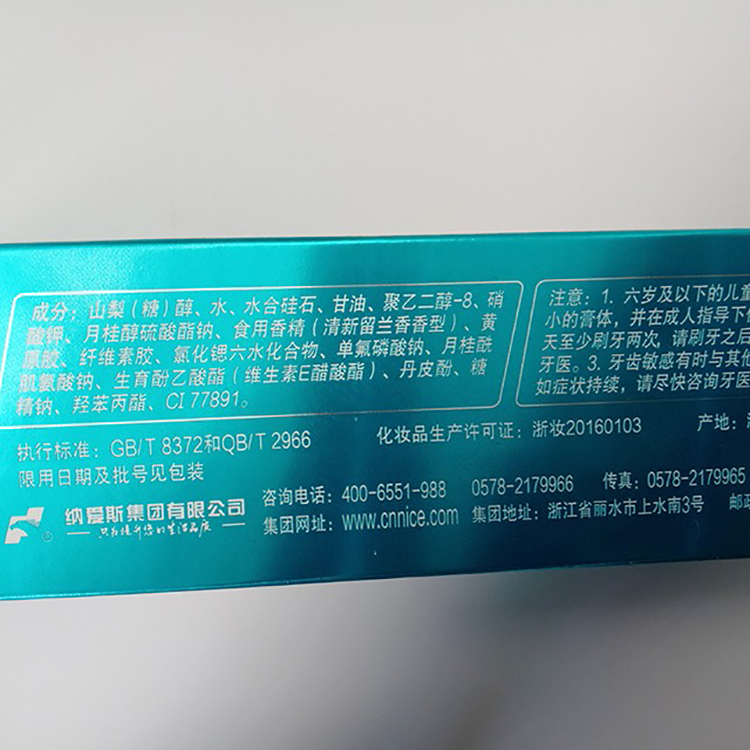 成分：山梨（糖）醇、水、水合硅石、甘油、聚乙二醇-8、硝
酸钾、月桂醇硫酸酯钠、食用香精（清新留兰香香型）、黄
原胶、纤维素胶、氯化锶六水化合物、单氟磷酸钠、月桂酰
肌氨酸钠、生育酚乙酸酯（维生素E醋酸酯）、丹皮酚、糖
精钠、羟苯丙酯、CI 77891。
注意：1. 六岁及以下的儿童
小的膏体，并在成人指导下
天至少刷牙两次，请刷牙之后
牙医。3. 牙齿敏感有时与其他
如症状持续，请尽快咨询牙医
执行标准：GB/T 8372和QB/T 2966
化妆品生产许可证：浙妆20160103
产地：
限用日期及批号见包装
纳爱斯集团有限公司
只为提升您的生活品质
咨询电话：400-6551-988 0578-2179966 传真：0578-2179965
集团网址：www.cnnice.com 集团地址：浙江省丽水市上水南3号 邮